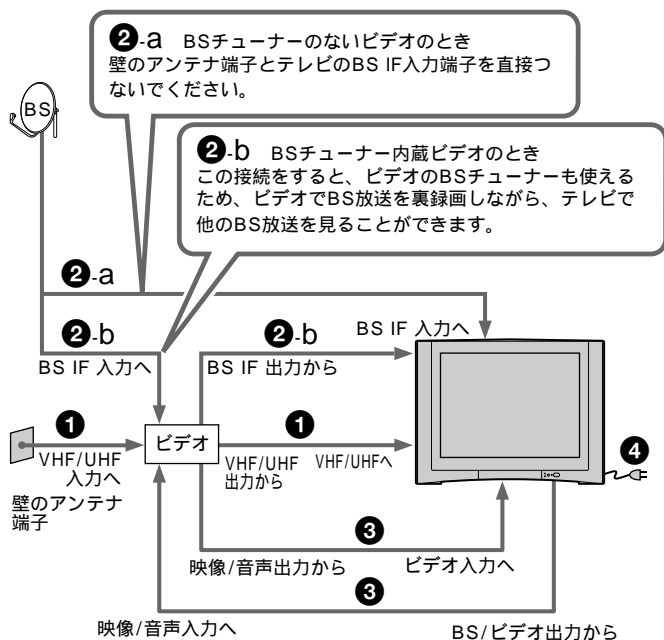 ❷-a BSチューナーのないビデオのとき
壁のアンテナ端子とテレビのBS IF入力端子を直接つ
ないでください。
BS
❷-b BSチューナー内蔵ビデオのとき
この接続をすると、ビデオのBSチューナーも使える
ため、ビデオでBS放送を裏録画しながら、テレビで
他のBS放送を見ることができます。
❷-a
❷-b
BS IF 入力へ
❷-b
BS IF 出力から
BS IF 入力へ
❶
VHF/UHF
入力へ
壁のアンテナ
端子
ビデオ
❶
VHF/UHF
出力から
VHF/UHFへ
❹
❸
映像/音声出力から
ビデオ入力へ
❸
映像/音声入力へ
BS/ビデオ出力から